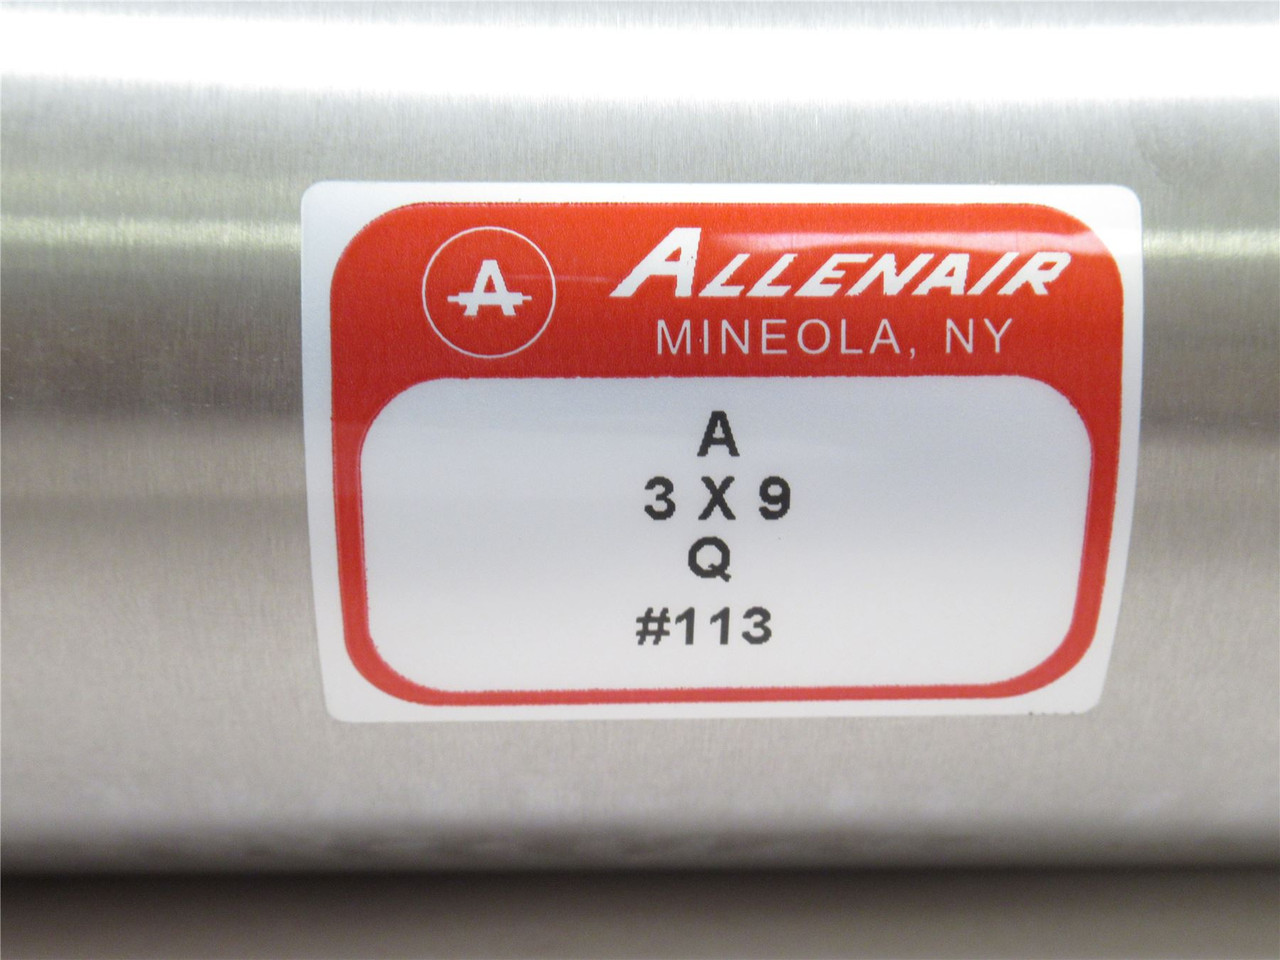 A
ALLENAIR
MINEOLA, NY
A
3 X 9
Q
#113